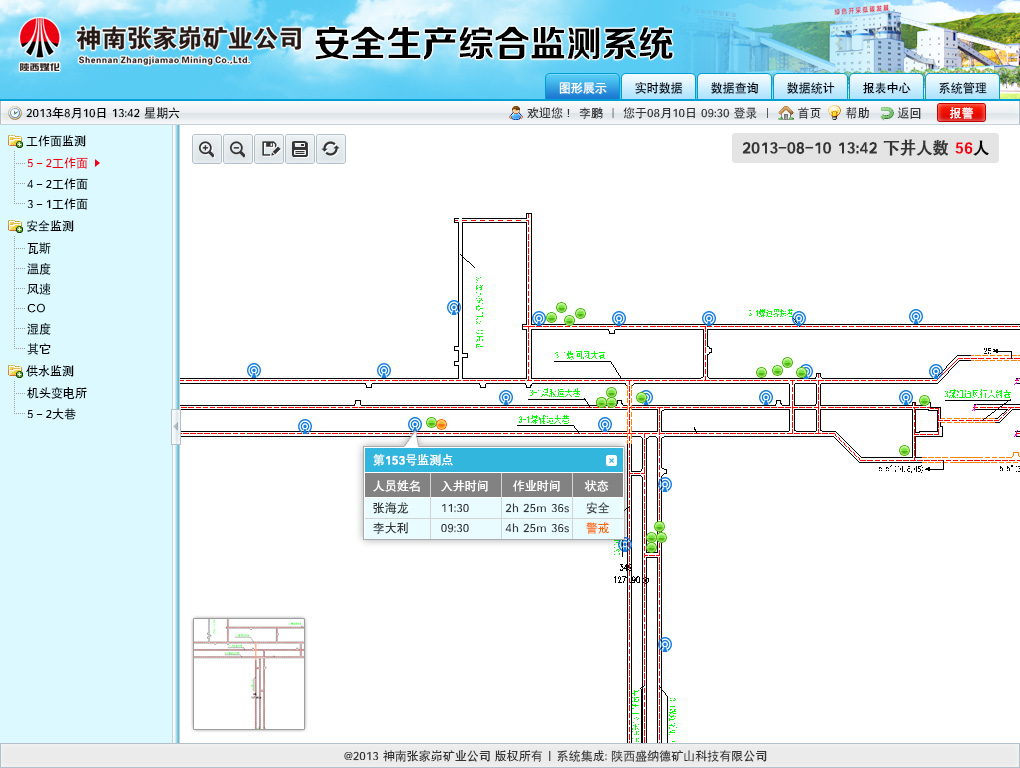 绿色开采低碳发展
陕西煤化
神南张家峁矿业公司
Shennan Zhangjiamao Mining Co.,Ltd.
安全生产综合监测系统
图形展示 实时数据 数据查询 数据统计 报表中心 系统管理
2013年8月10日 13:42 星期六
欢迎您！ 李鹏 | 您于08月10日 09:30 登录 | 首页 帮助 返回 报警
工作面监测
5－2工作面
4－2工作面
3－1工作面
安全监测
瓦斯
温度
风速
CO
湿度
其它
供水监测
机头变电所
5－2大巷
2013-08-10 13:42 下井人数 56人
第153号监测点
人员姓名 入井时间 作业时间 状态
张海龙 11:30 2h 25m 36s 安全
李大利 09:30 4h 25m 36s 警戒
@2013 神南张家峁矿业公司 版权所有 | 系统集成: 陕西盛纳德矿山科技有限公司